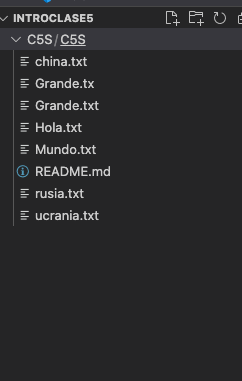 INTROCLASE5
C5S / C5S
china.txt
Grande.tx
Grande.txt
Hola.txt
Mundo.txt
README.md
rusia.txt
ucrania.txt